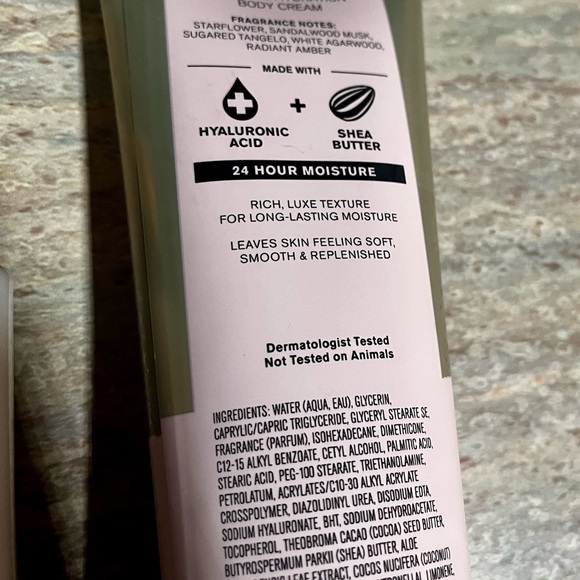 BODY CREAM
FRAGRANCE NOTES:
STARFLOWER, SANDALWOOD MUSK,
SUGARED TANGELO, WHITE AGARWOOD,
RADIANT AMBER
MADE WITH
+
HYALURONIC
ACID
SHEA
BUTTER
24 HOUR MOISTURE
RICH, LUXE TEXTURE
FOR LONG-LASTING MOISTURE
LEAVES SKIN FEELING SOFT,
SMOOTH & REPLENISHED
Dermatologist Tested
Not Tested on Animals
INGREDIENTS: WATER (AQUA, EAU), GLYCERIN,
CAPRYLIC/CAPRIC TRIGLYCERIDE, GLYCERYL STEARATE SE,
FRAGRANCE (PARFUM), ISOHEXADECANE, DIMETHICONE,
C12-15 ALKYL BENZOATE, CETYL ALCOHOL, PALMITIC ACID,
STEARIC ACID, PEG-100 STEARATE, TRIETHANOLAMINE,
PETROLATUM, ACRYLATES/C10-30 ALKYL ACRYLATE
CROSSPOLYMER, DIAZOLIDINYL UREA, DISODIUM EDTA,
SODIUM HYALURONATE, BHT, SODIUM DEHYDROACETATE,
TOCOPHEROL, THEOBROMA CACAO (COCOA) SEED BUTTER,
BUTYROSPERMUM PARKII (SHEA) BUTTER, ALOE
LEAF EXTRACT, COCOS NUCIFERA (COCONUT)
LIMONENE